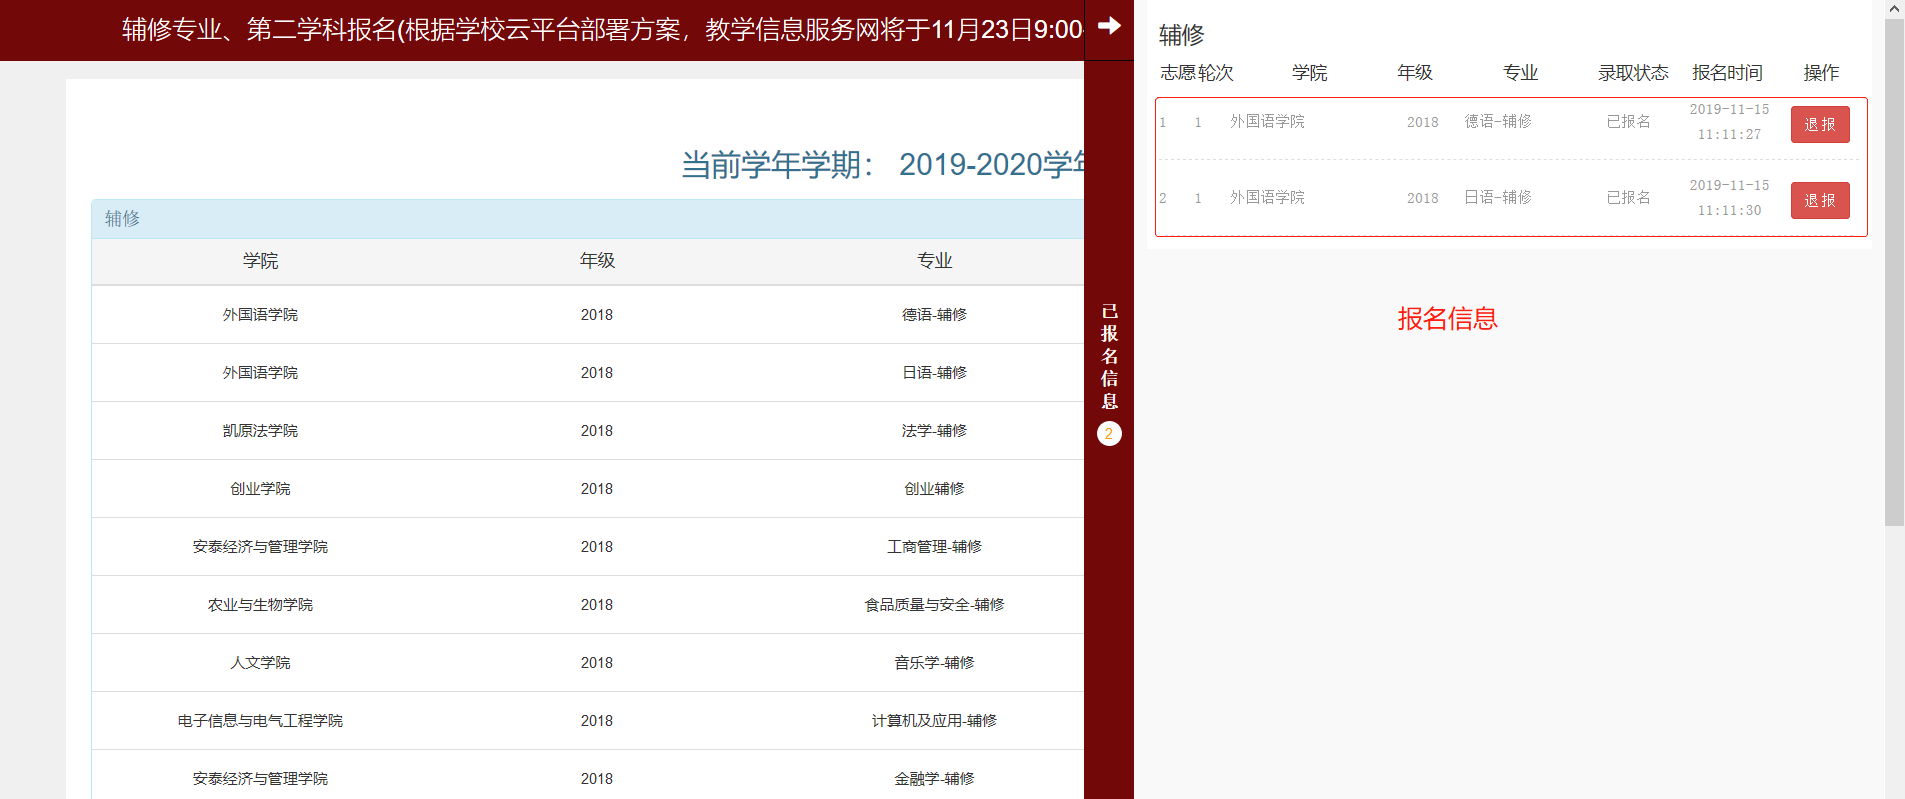 辅修专业、第二学科报名(根据学校云平台部署方案，教学信息服务网将于11月23日9:00
当前学年学期： 2019-2020学年
辅修
学院 年级 专业
外国语学院 2018 德语-辅修
外国语学院 2018 日语-辅修
凯原法学院 2018 法学-辅修
创业学院 2018 创业辅修
安泰经济与管理学院 2018 工商管理-辅修
农业与生物学院 2018 食品质量与安全-辅修
人文学院 2018 音乐学-辅修
电子信息与电气工程学院 2018 计算机及应用-辅修
安泰经济与管理学院 2018 金融学-辅修
已报名信息
2
辅修
志愿 轮次 学院 年级 专业 录取状态 报名时间 操作
1 1 外国语学院 2018 德语-辅修 已报名 2019-11-15 11:11:27 退报
2 1 外国语学院 2018 日语-辅修 已报名 2019-11-15 11:11:30 退报
报名信息